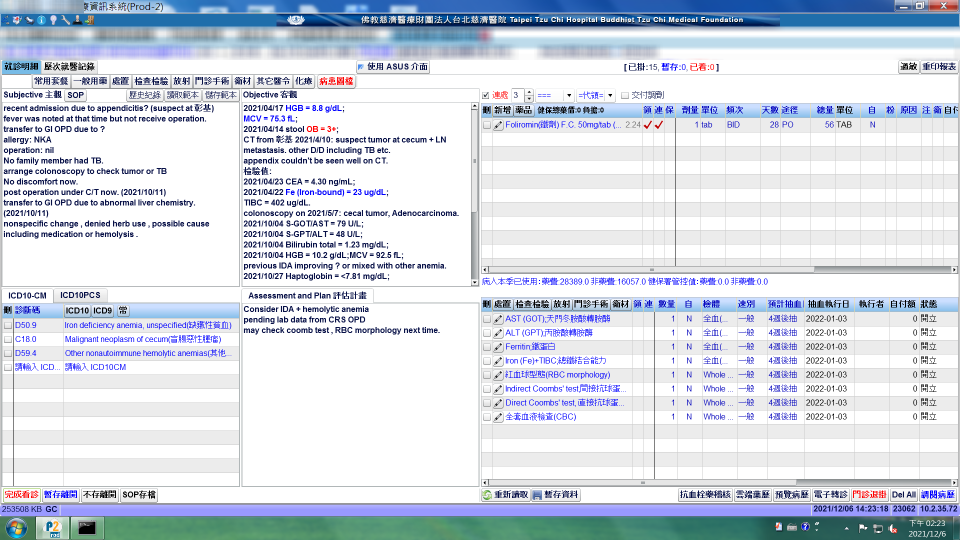 療資訊系統(Prod-2)
佛教慈濟醫療財團法人台北慈濟醫院 Taipei Tzu Chi Hospital Buddhist Tzu Chi Medical Foundation
就診明細 歷次就醫記錄 使用 ASUS 介面 [已掛:15, 暫存:0, 已看:0] 過敏 重印報表
常用套餐 一般用藥 處置 檢查檢驗 放射 門診手術 衛材 其它醫令 化療 病患圖檔
Subjective 主觀 SOP 歷史紀錄 讀取範本 儲存範本
recent admission due to appendicitis? (suspect at 彰基)
fever was noted at that time but not receive operation.
transfer to GI OPD due to ?
allergy: NKA
operation: nil
No family member had TB.
arrange colonoscopy to check tumor or TB
No discomfort now.
post operation under C/T now. (2021/10/11)
transfer to GI OPD due to abnormal liver chemistry.
(2021/10/11)
nonspecific change , denied herb use , possible cause
including medication or hemolysis .
Objective 客觀
2021/04/17 HGB = 8.8 g/dL;
MCV = 75.3 fL;
2021/04/14 stool OB = 3+;
CT from 彰基 2021/4/10: suspect tumor at cecum + LN
metastasis. other D/D including TB etc.
appendix couldn't be seen well on CT.
檢驗值:
2021/04/23 CEA = 4.30 ng/mL;
2021/04/22 Fe (Iron-bound) = 23 ug/dL;
TIBC = 402 ug/dL.
colonoscopy on 2021/5/7: cecal tumor, Adenocarcinoma.
2021/10/04 S-GOT/AST = 79 U/L;
2021/10/04 S-GPT/ALT = 48 U/L;
2021/10/04 Bilirubin total = 1.23 mg/dL;
2021/10/04 HGB = 10.2 g/dL;MCV = 92.5 fL;
previous IDA improving ? or mixed with other anemia.
2021/10/27 Haptoglobin = <7.81 mg/dL;
連處 3 === =代號= 交付調劑
刪 新增 藥品 健保總藥價:0 負擔:0 領 連 保 劑量 單位 頻次 天數 途徑 總量 單位 自 粉 原因 注 衛 自付
Foliromin(鐵劑) F.C. 50mg/tab (... 2.24 1 tab BID 28 PO 56 TAB N
病人本季已使用: 藥費:28389.0 非藥費:16057.0 健保署管控值: 藥費:0.0 非藥費:0.0
ICD10-CM ICD10PCS
刪 診斷碼 ICD10 ICD9 常
D50.9 Iron deficiency anemia, unspecified(缺鐵性貧血)
C18.0 Malignant neoplasm of cecum(盲腸惡性腫瘤)
D59.4 Other nonautoimmune hemolytic anemias(其他...
請輸入 ICD... 請輸入 ICD10CM
Assessment and Plan 評估計畫
Consider IDA + hemolytic anemia
pending lab data from CRS OPD
may check coomb test , RBC morphology next time.
刪 處置 檢查檢驗 放射 門診手術 衛材 領 連 數量 自 檢體 途別 預計抽血 抽血執行日 執行者 自付額 狀態
AST (GOT);天門冬胺酸轉胺酶 1 N 全血(... 一般 4週後抽 2022-01-03 0 開立
ALT (GPT);丙胺酸轉胺酶 1 N 全血(... 一般 4週後抽 2022-01-03 0 開立
Ferritin;鐵蛋白 1 N 全血(... 一般 4週後抽 2022-01-03 0 開立
Iron (Fe)+TIBC;總鐵結合能力 1 N 全血(... 一般 4週後抽 2022-01-03 0 開立
紅血球型態(RBC morphology) 1 N Whole ... 一般 4週後抽 2022-01-03 0 開立
Indirect Coombs' test,間接抗球蛋... 1 N Whole ... 一般 4週後抽 2022-01-03 0 開立
Direct Coombs' test,直接抗球蛋... 1 N Whole ... 一般 4週後抽 2022-01-03 0 開立
全套血液檢查(CBC) 1 N Whole ... 一般 4週後抽 2022-01-03 0 開立
完成看診 暫存離開 不存離開 SOP存檔 重新讀取 暫存資料 抗血栓藥稽核 雲端藥歷 預覽病歷 電子轉診 門診退掛 Del All 請閱病歷
253508 KB GC 2021/12/06 14:23:18 23062 10.2.35.72
下午 02:23
2021/12/6